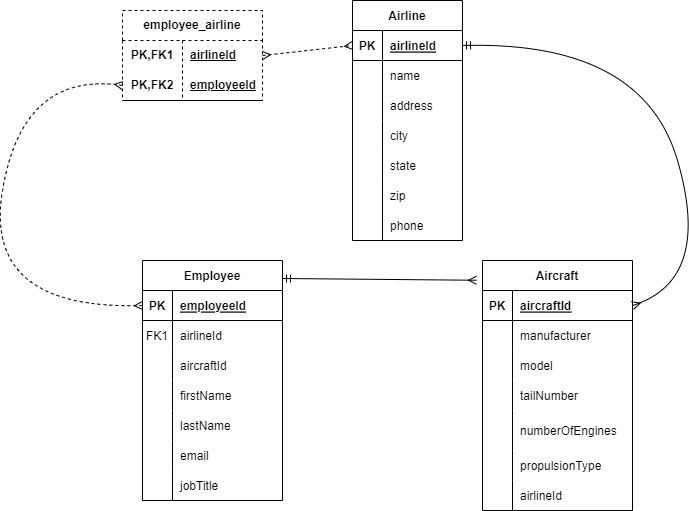 employee_airline
PK,FK1 airlineId
PK,FK2 employeeId
Airline
PK airlineId
name
address
city
state
zip
phone
Employee
PK employeeId
FK1 airlineId
aircraftId
firstName
lastName
email
jobTitle
Aircraft
PK aircraftId
manufacturer
model
tailNumber
numberOfEngines
propulsionType
airlineId